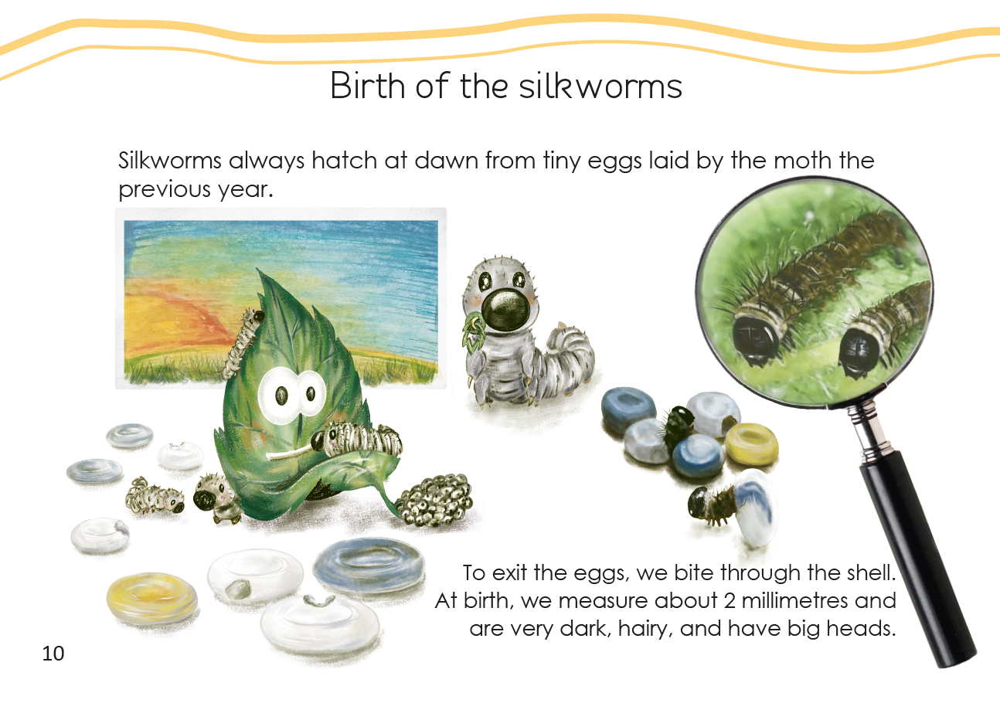 Birth of the silkworms
Silkworms always hatch at dawn from tiny eggs laid by the moth the
previous year.
To exit the eggs, we bite through the shell.
At birth, we measure about 2 millimetres and
are very dark, hairy, and have big heads.
10